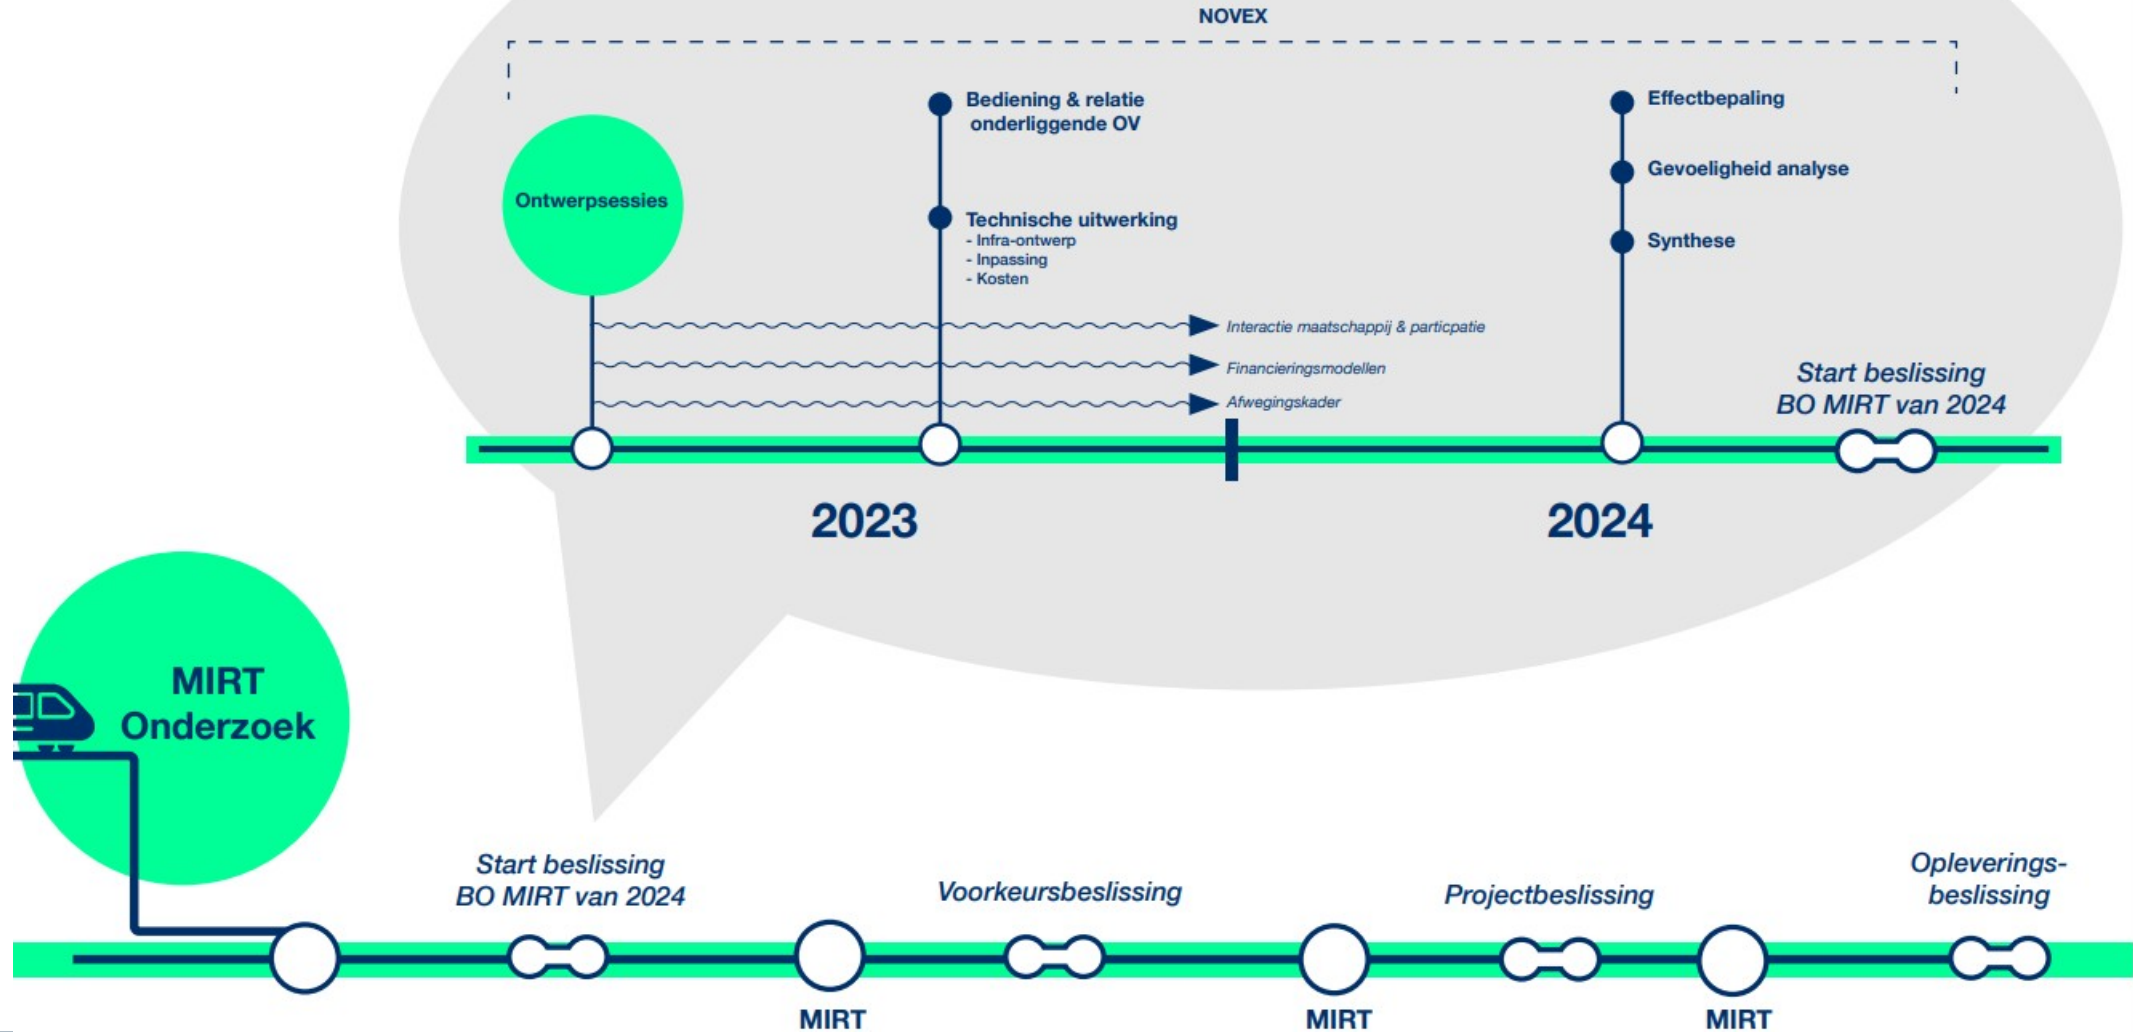 NOVEX
Ontwerpsessies
Bediening & relatie
onderliggende OV
Technische uitwerking
- Infra-ontwerp
- Inpassing
- Kosten
Effectbepaling
Gevoeligheid analyse
Synthese
Interactie maatschappij & particpatie
Financieringsmodellen
Afwegingskader
Start beslissing
BO MIRT van 2024
2023
2024
MIRT
Onderzoek
Start beslissing
BO MIRT van 2024
Voorkeursbeslissing
Projectbeslissing
Opleverings-
beslissing
MIRT
MIRT
MIRT